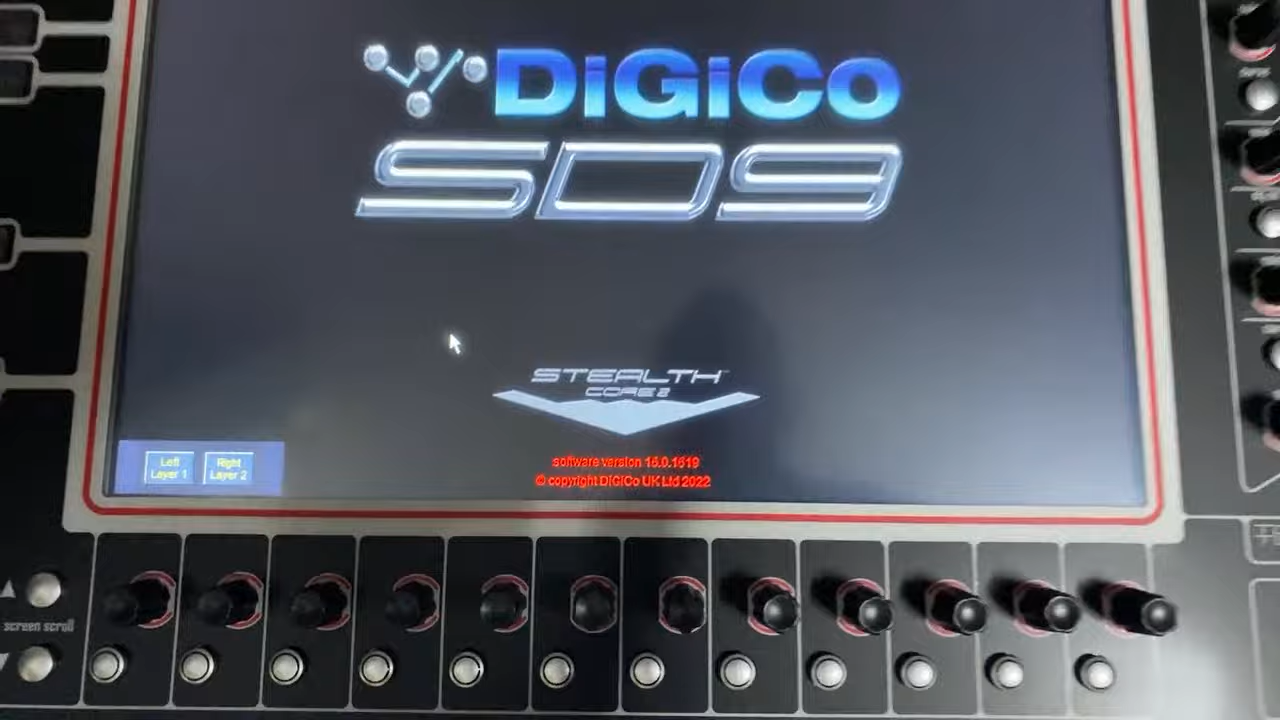 DiGiCo
SD9
STEALTH
CORE 2
software version 15.0.1519
© copyright DiGiCo UK Ltd 2022
Left
Layer 1
Right
Layer 2
screen scroll